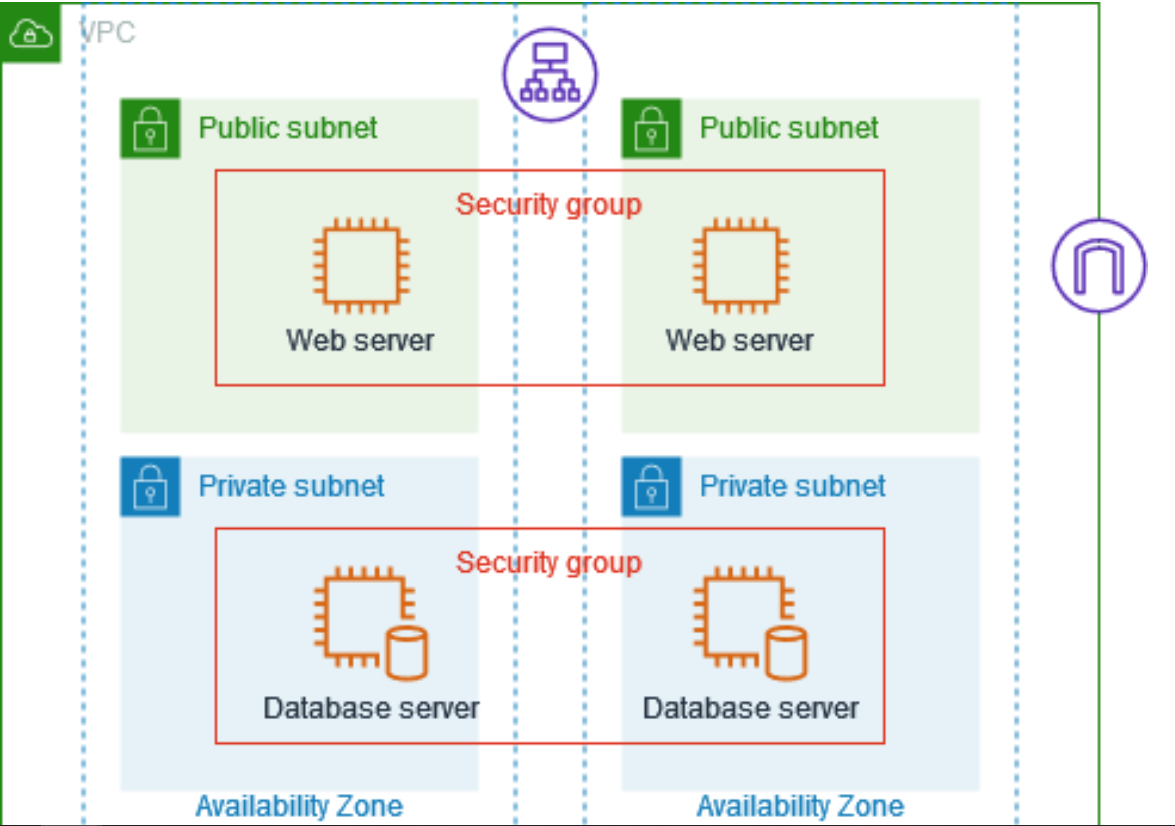 VPC
Public subnet
Public subnet
Security group
Web server
Web server
Private subnet
Private subnet
Security group
Database server
Database server
Availability Zone
Availability Zone